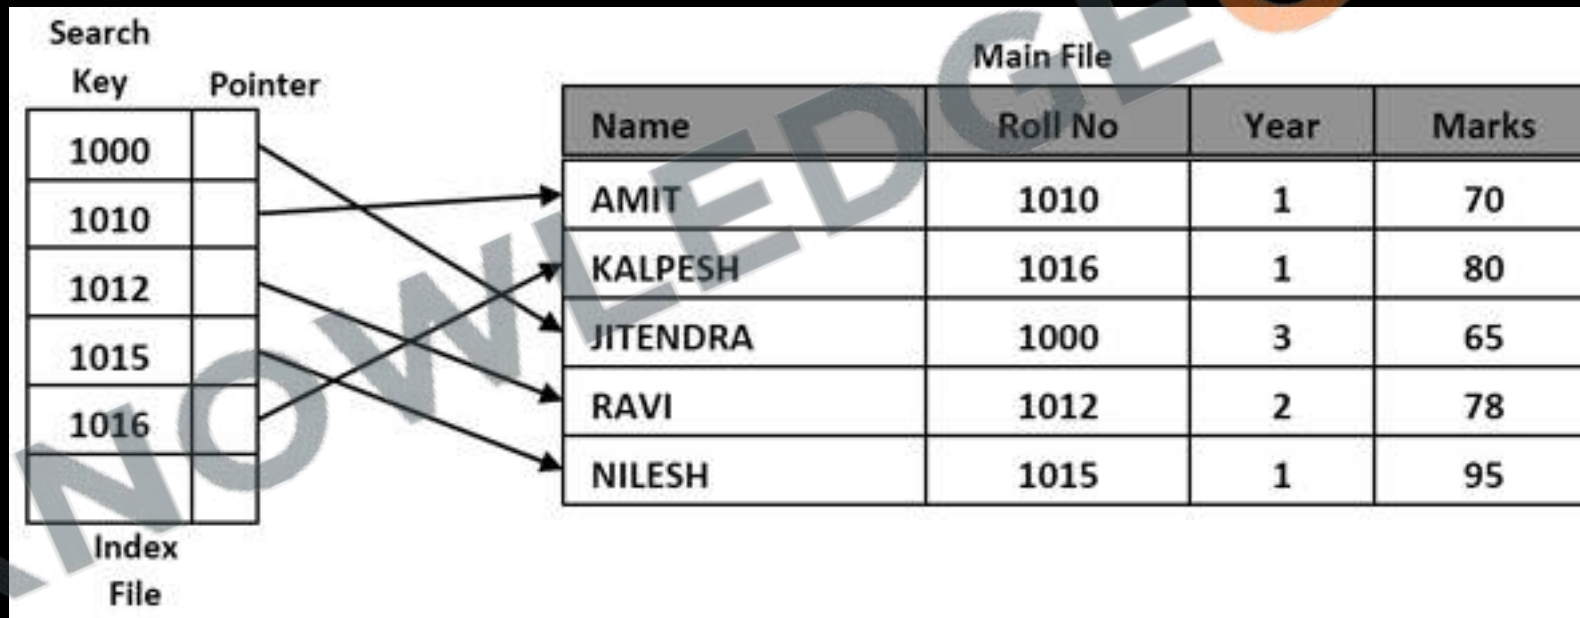 Search
Key Pointer
1000
1010
1012
1015
1016
Index
File
Main File
Name Roll No Year Marks
AMIT 1010 1 70
KALPESH 1016 1 80
JITENDRA 1000 3 65
RAVI 1012 2 78
NILESH 1015 1 95
KNOWLEDGE